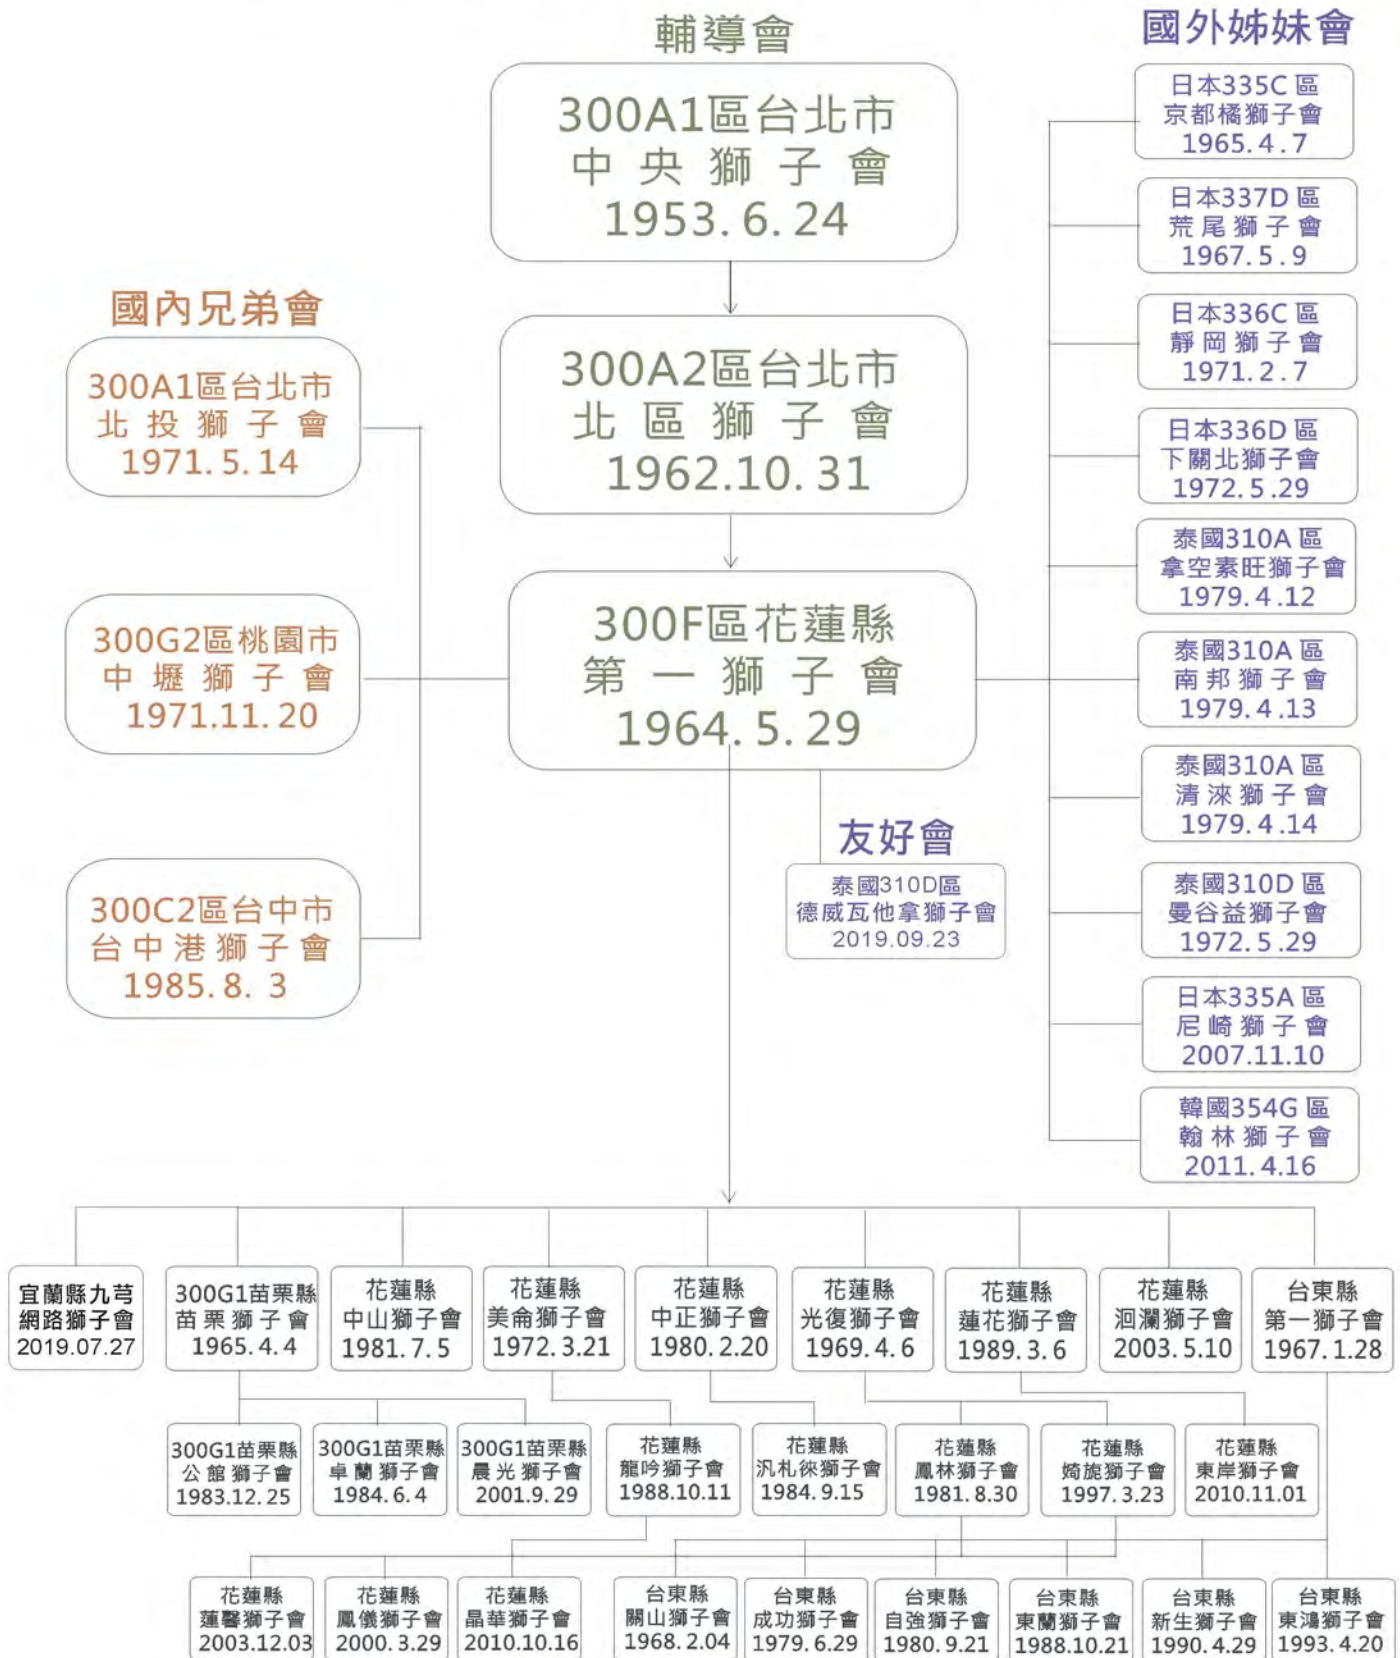 輔導會
300A1區台北市
中央獅子會
1953.6.24
300A2區台北市
北區獅子會
1962.10.31
300F區花蓮縣
第一獅子會
1964.5.29
國內兄弟會
300A1區台北市
北投獅子會
1971.5.14
300G2區桃園市
中壢獅子會
1971.11.20
300C2區台中市
台中港獅子會
1985.8.3
友好會
泰國310D區
德威瓦他拿獅子會
2019.09.23
國外姊妹會
日本335C區
京都橘獅子會
1965.4.7
日本337D區
荒尾獅子會
1967.5.9
日本336C區
靜岡獅子會
1971.2.7
日本336D區
下關北獅子會
1972.5.29
泰國310A區
拿空素旺獅子會
1979.4.12
泰國310A區
南邦獅子會
1979.4.13
泰國310A區
清淶獅子會
1979.4.14
泰國310D區
曼谷益獅子會
1972.5.29
日本335A區
尼崎獅子會
2007.11.10
韓國354G區
翰林獅子會
2011.4.16
宜蘭縣九芎
網路獅子會
2019.07.27
300G1苗栗縣
苗栗獅子會
1965.4.4
花蓮縣
中山獅子會
1981.7.5
花蓮縣
美侖獅子會
1972.3.21
花蓮縣
中正獅子會
1980.2.20
花蓮縣
光復獅子會
1969.4.6
花蓮縣
蓮花獅子會
1989.3.6
花蓮縣
洄瀾獅子會
2003.5.10
台東縣
第一獅子會
1967.1.28
300G1苗栗縣
公館獅子會
1983.12.25
300G1苗栗縣
卓蘭獅子會
1984.6.4
300G1苗栗縣
晨光獅子會
2001.9.29
花蓮縣
龍吟獅子會
1988.10.11
花蓮縣
汎札徠獅子會
1984.9.15
花蓮縣
鳳林獅子會
1981.8.30
花蓮縣
嫡旎獅子會
1997.3.23
花蓮縣
東岸獅子會
2010.11.01
花蓮縣
蓮馨獅子會
2003.12.03
花蓮縣
鳳儀獅子會
2000.3.29
花蓮縣
晶華獅子會
2010.10.16
台東縣
關山獅子會
1968.2.04
台東縣
成功獅子會
1979.6.29
台東縣
自強獅子會
1980.9.21
台東縣
東蘭獅子會
1988.10.21
台東縣
新生獅子會
1990.4.29
台東縣
東鴻獅子會
1993.4.20